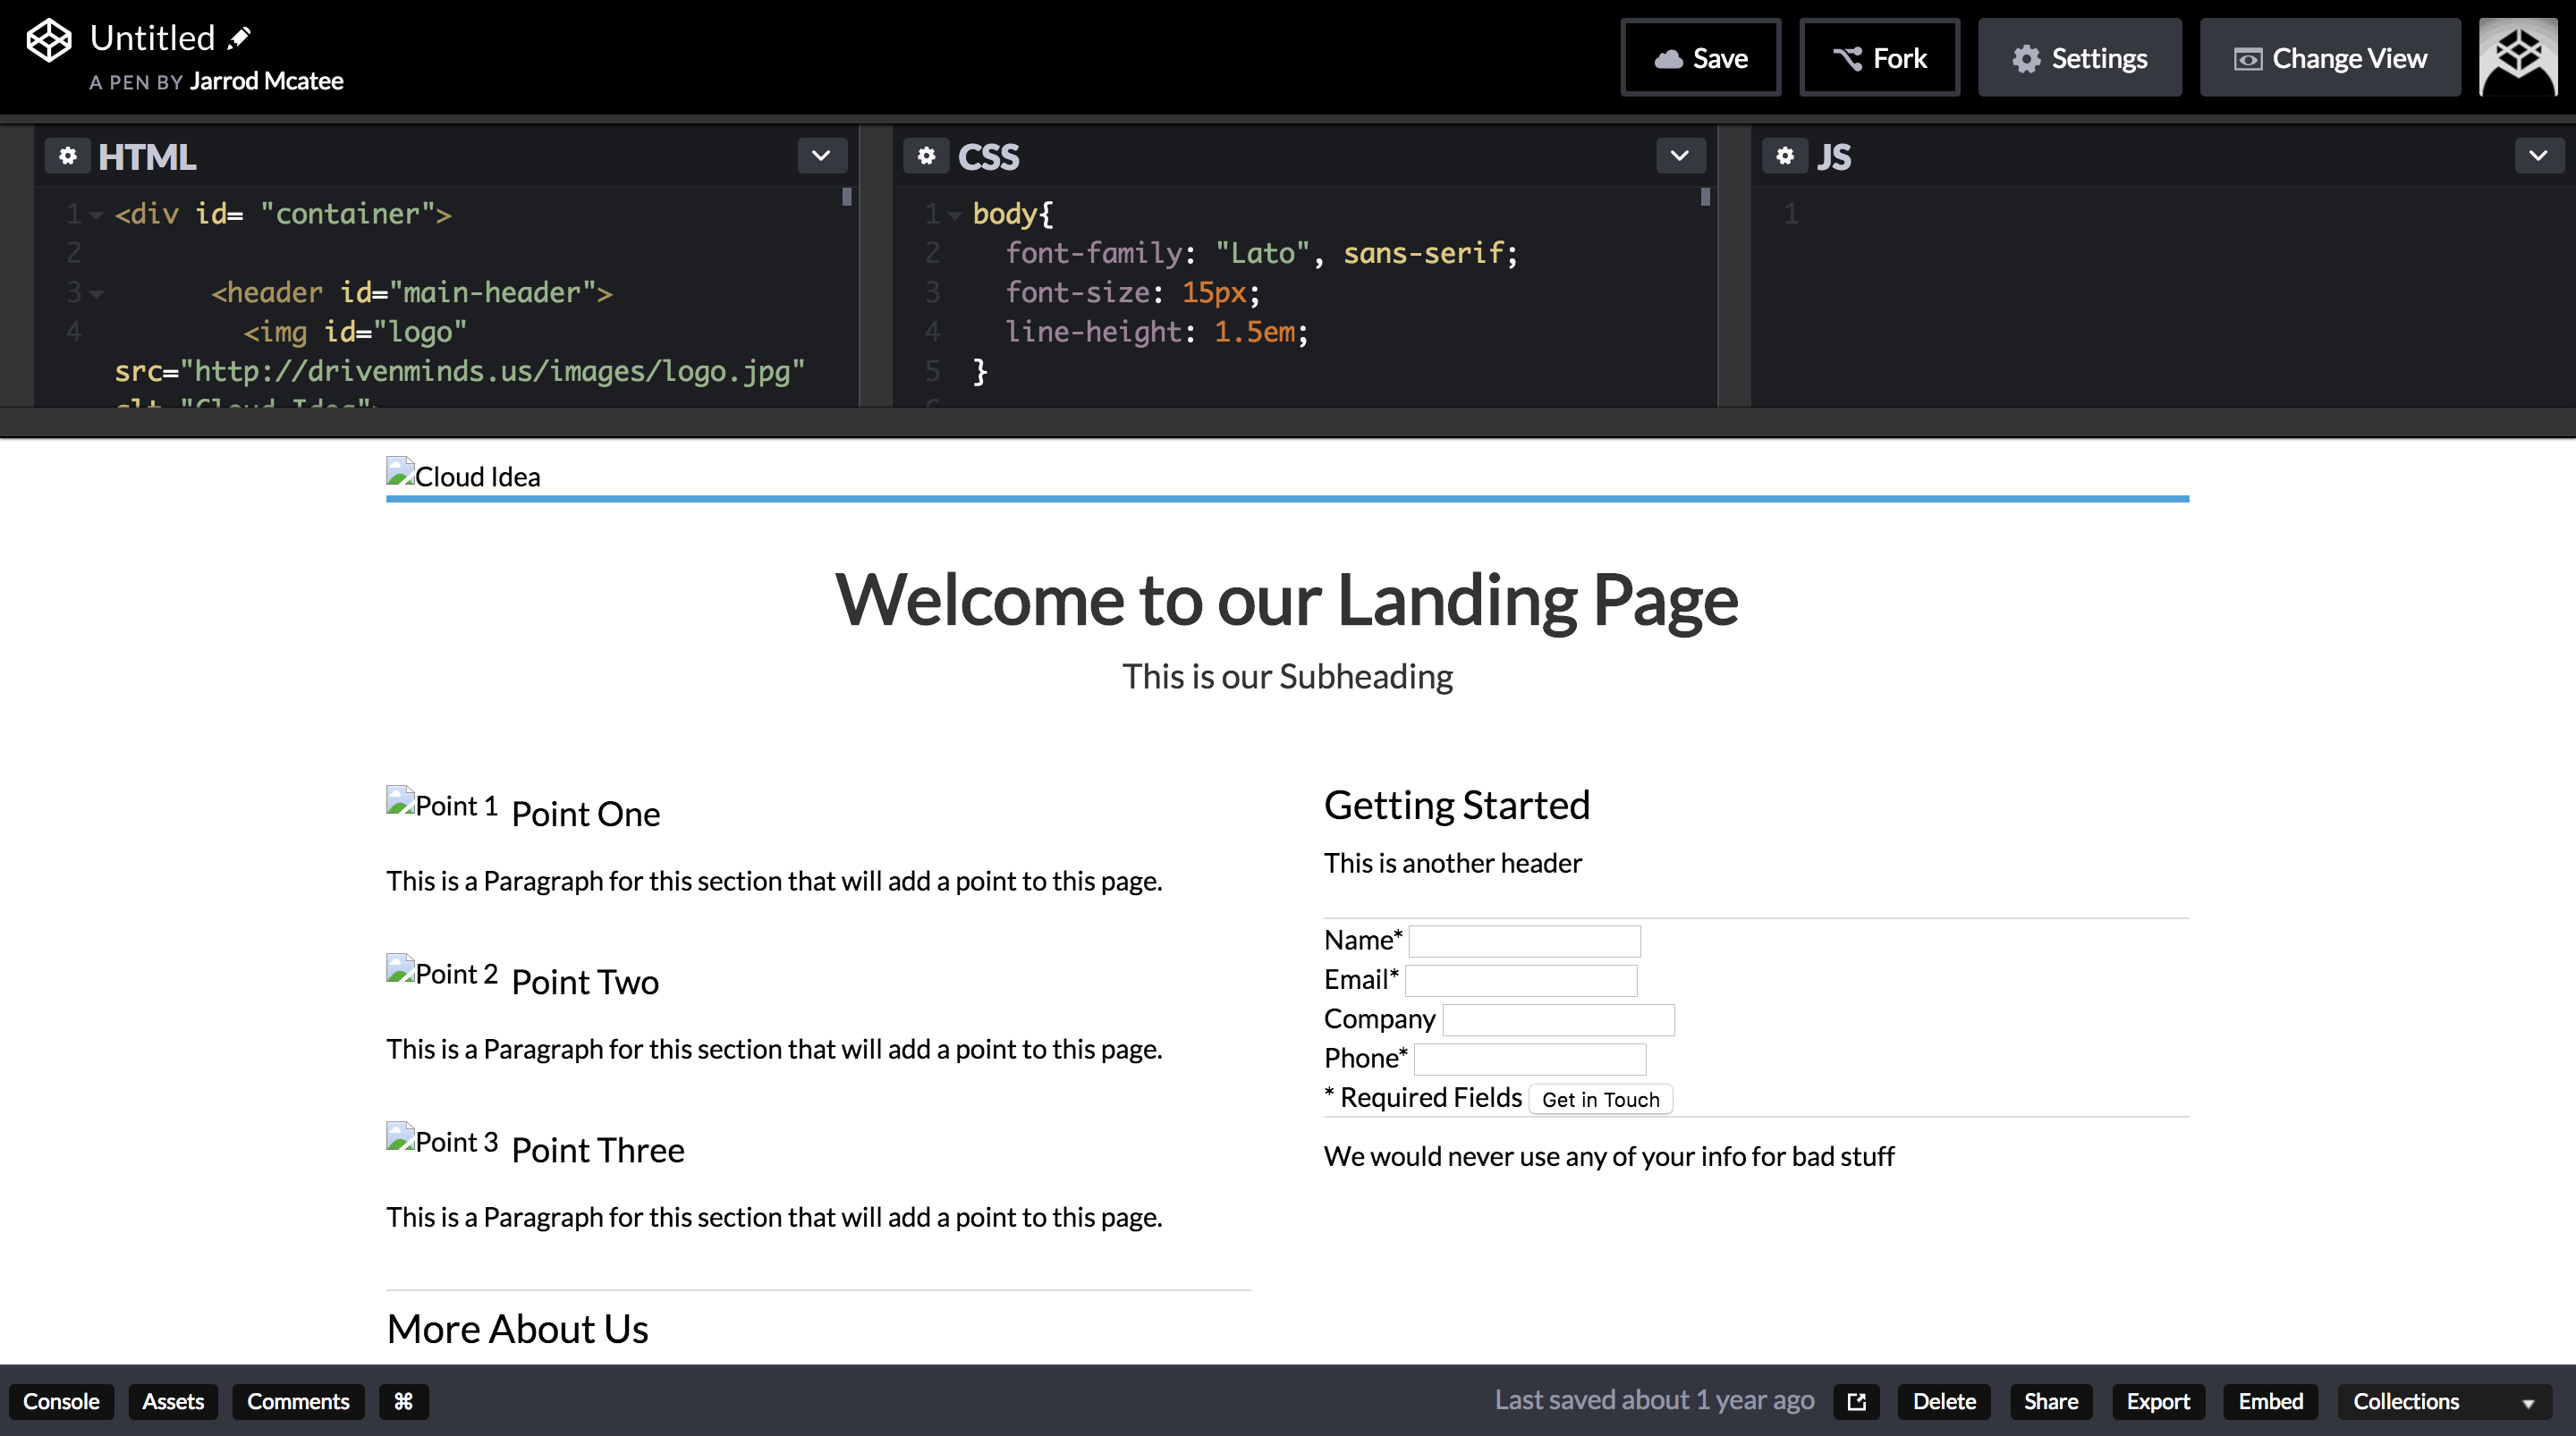 Untitled
A PEN BY Jarrod Mcatee
Save
Fork
Settings
Change View
HTML
CSS
JS
1 <div id= "container">
2
3 <header id="main-header">
4 <img id="logo"
src="http://drivenminds.us/images/logo.jpg"
alt="Cloud Idea">
1 body{
2 font-family: "Lato", sans-serif;
3 font-size: 15px;
4 line-height: 1.5em;
5 }
6
1
Cloud Idea
Welcome to our Landing Page
This is our Subheading
Point 1 Point One
This is a Paragraph for this section that will add a point to this page.
Point 2 Point Two
This is a Paragraph for this section that will add a point to this page.
Point 3 Point Three
This is a Paragraph for this section that will add a point to this page.
More About Us
Getting Started
This is another header
Name*
Email*
Company
Phone*
* Required Fields Get in Touch
We would never use any of your info for bad stuff
Console
Assets
Comments
⌘
Last saved about 1 year ago
Delete
Share
Export
Embed
Collections